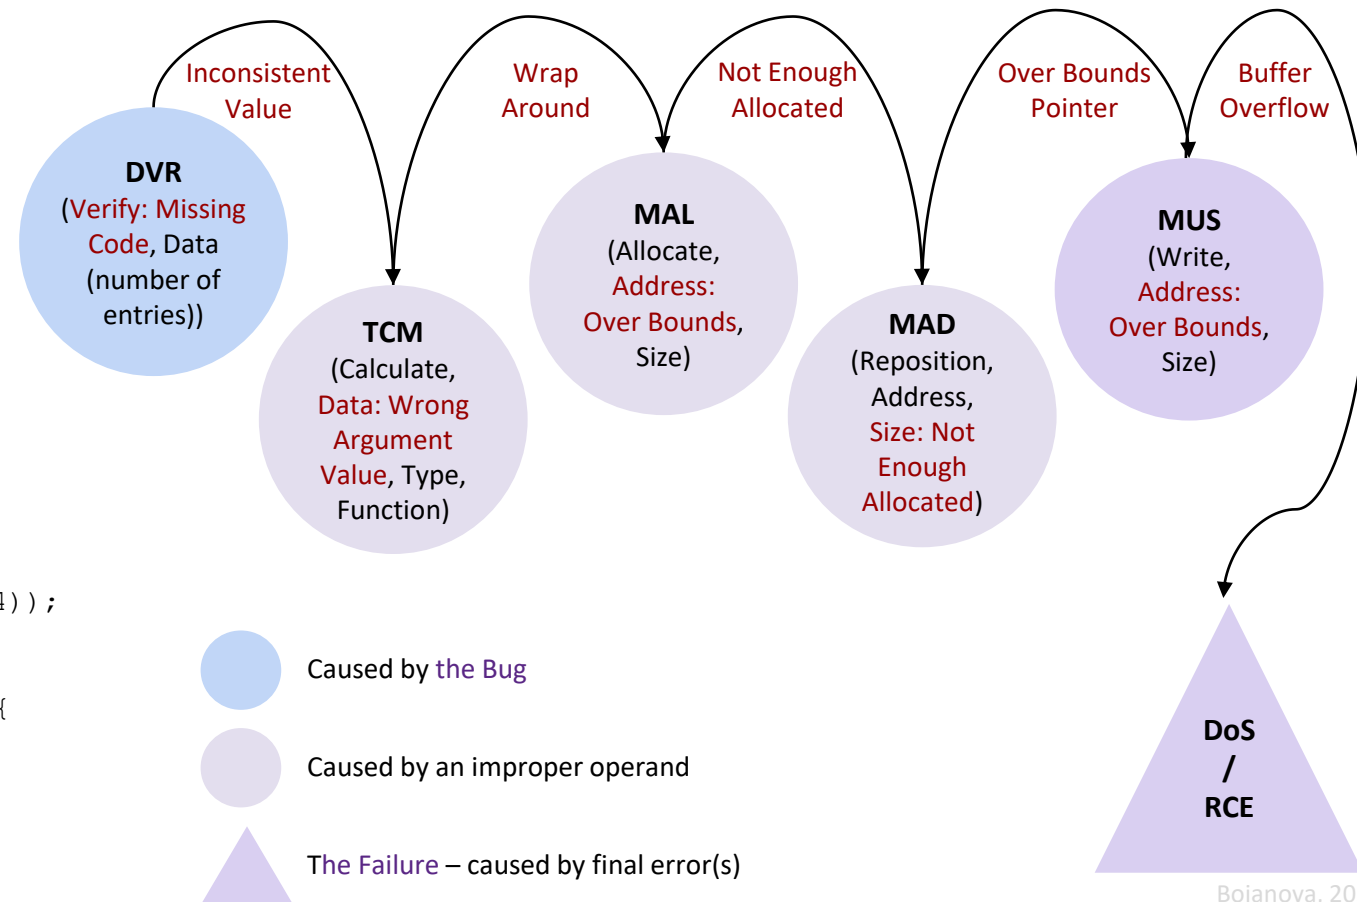 Inconsistent
Value
Wrap
Around
Not Enough
Allocated
Over Bounds
Pointer
Buffer
Overflow
DVR
(Verify: Missing
Code, Data
(number of
entries))
TCM
(Calculate,
Data: Wrong
Argument
Value, Type,
Function)
MAL
(Allocate,
Address:
Over Bounds,
Size)
MAD
(Reposition,
Address,
Size: Not
Enough
Allocated)
MUS
(Write,
Address:
Over Bounds,
Size)
));
{
Caused by the Bug
Caused by an improper operand
The Failure – caused by final error(s)
DoS
/
RCE
Bojanova. 20